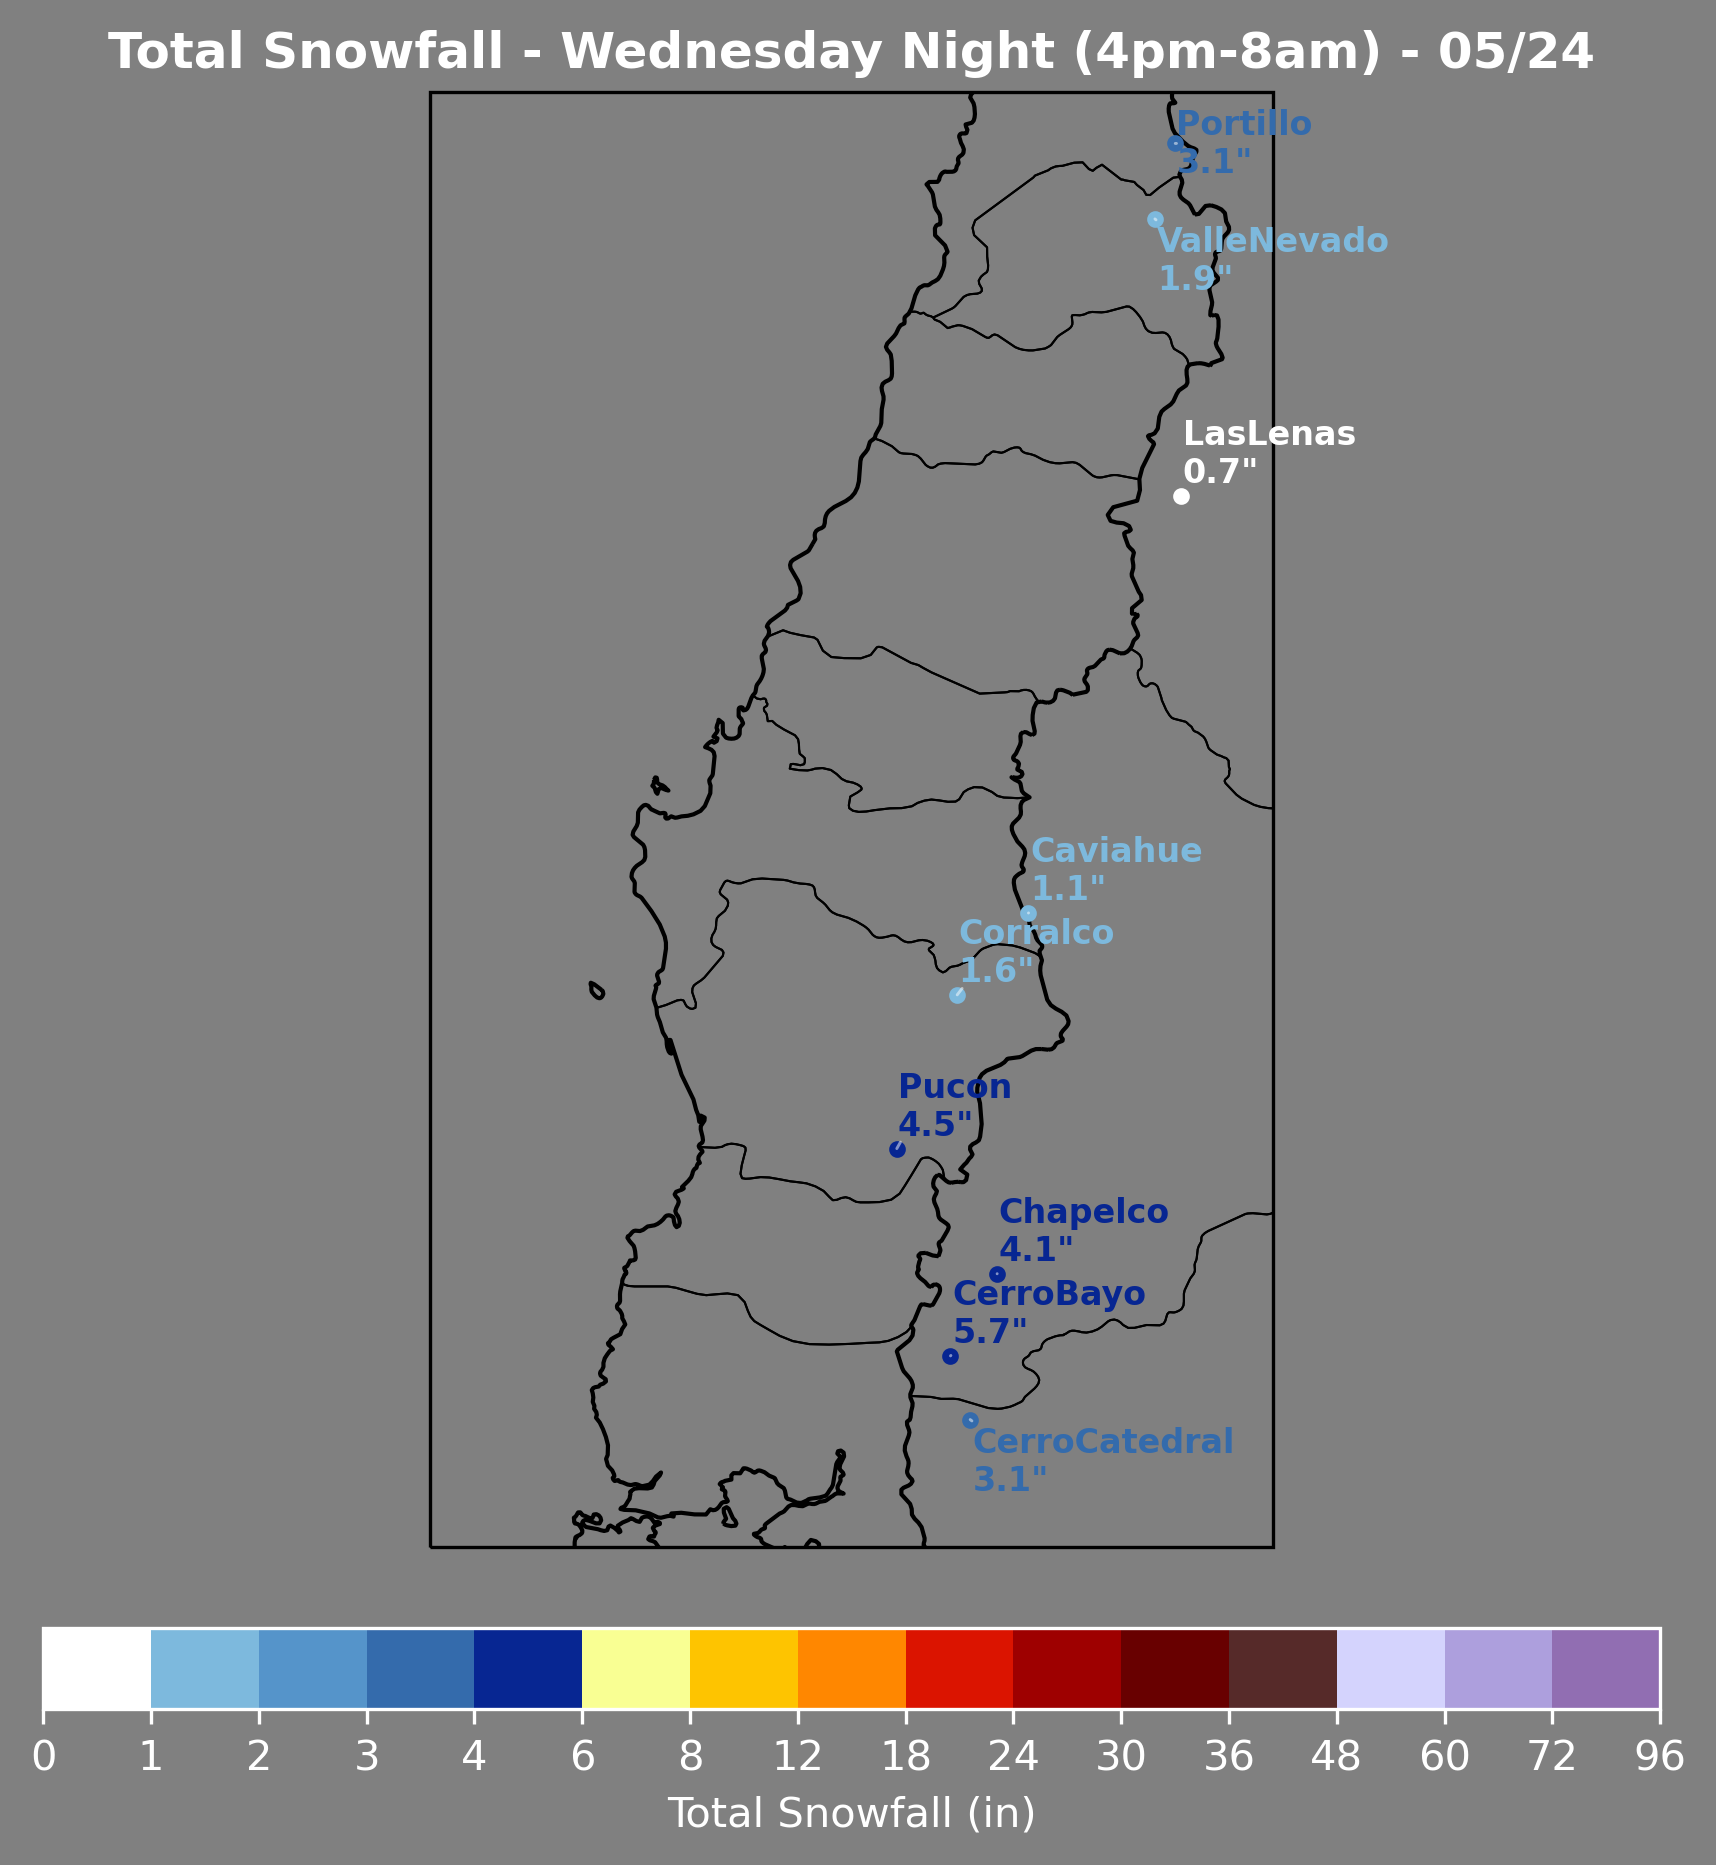 Total Snowfall - Wednesday Night (4pm-8am) - 05/24
Portillo
3.1"
ValleNevado
1.9"
LasLenas
0.7"
Caviahue
1.1"
Corralco
1.6"
Pucon
4.5"
Chapelco
4.1"
CerroBayo
5.7"
CerroCatedral
3.1"
0 1 2 3 4 6 8 12 18 24 30 36 48 60 72 96
Total Snowfall (in)